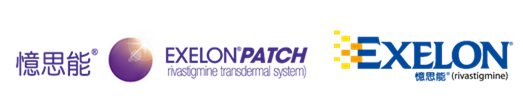 憶思能®
EXELON®PATCH
rivastigmine transdermal system)
EXELON®
憶思能®(rivastigmine)